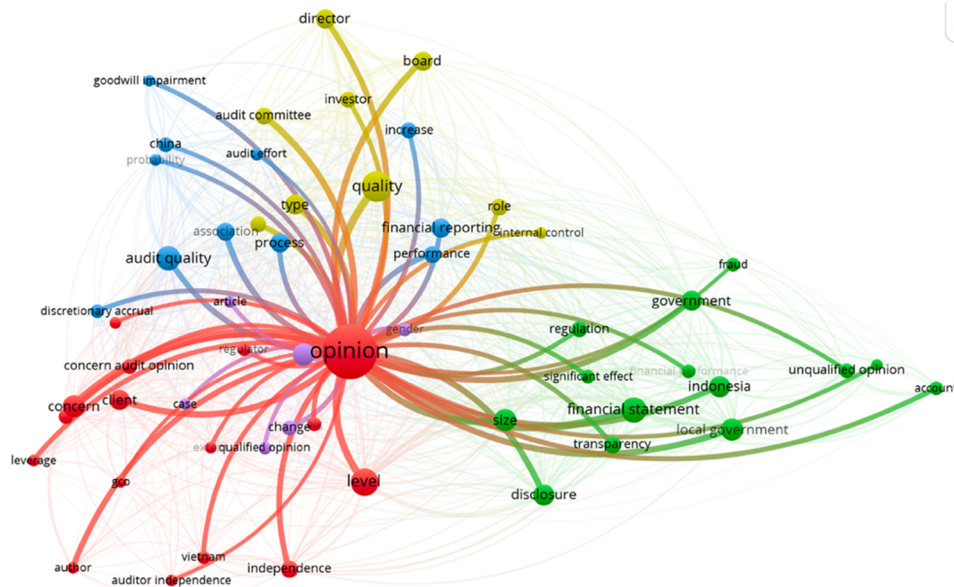 director
board
goodwill impairment
investor
audit committee
increase
china
audit effort
probability
quality
type
role
association
financial reporting
internal control
process
performance
audit quality
fraud
article
government
discretionary accrual
gender
regulation
regulator
opinion
concern audit opinion
financial performance
unqualified opinion
significant effect
indonesia
account
case
client
concern
financial statement
size
change
local government
transparency
qualified opinion
leverage
gco
level
disclosure
vietnam
author
independence
auditor independence